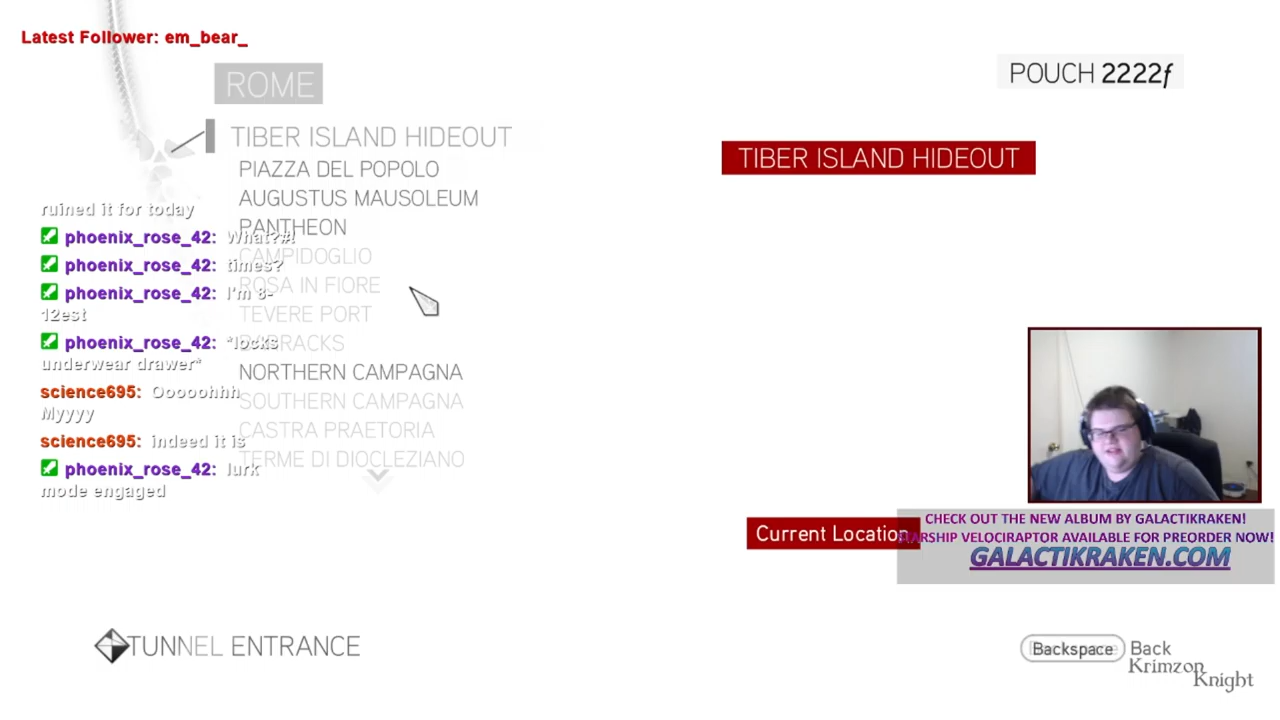 Latest Follower: em_bear_
ROME
POUCH 2222f
TIBER ISLAND HIDEOUT
PIAZZA DEL POPOLO
AUGUSTUS MAUSOLEUM
PANTHEON
CAMPIDOGLIO
ROSA IN FIORE
TEVERE PORT
BARRACKS
NORTHERN CAMPAGNA
SOUTHERN CAMPAGNA
CASTRA PRAETORIA
TERME DI DIOCLEZIANO
ruined it for today
phoenix_rose_42: What?#!
phoenix_rose_42: times?
phoenix_rose_42: I'm 8-
12est
phoenix_rose_42: *locks
underwear drawer*
science695: Ooooohhh
Myyyy
science695: indeed it is
phoenix_rose_42: lurk
mode engaged
TIBER ISLAND HIDEOUT
Current Location
CHECK OUT THE NEW ALBUM BY GALACTIKRAKEN!
STARSHIP VELOCIRAPTOR AVAILABLE FOR PREORDER NOW!
GALACTIKRAKEN.COM
TUNNEL ENTRANCE
Backspace Back
Krimzon
Knight